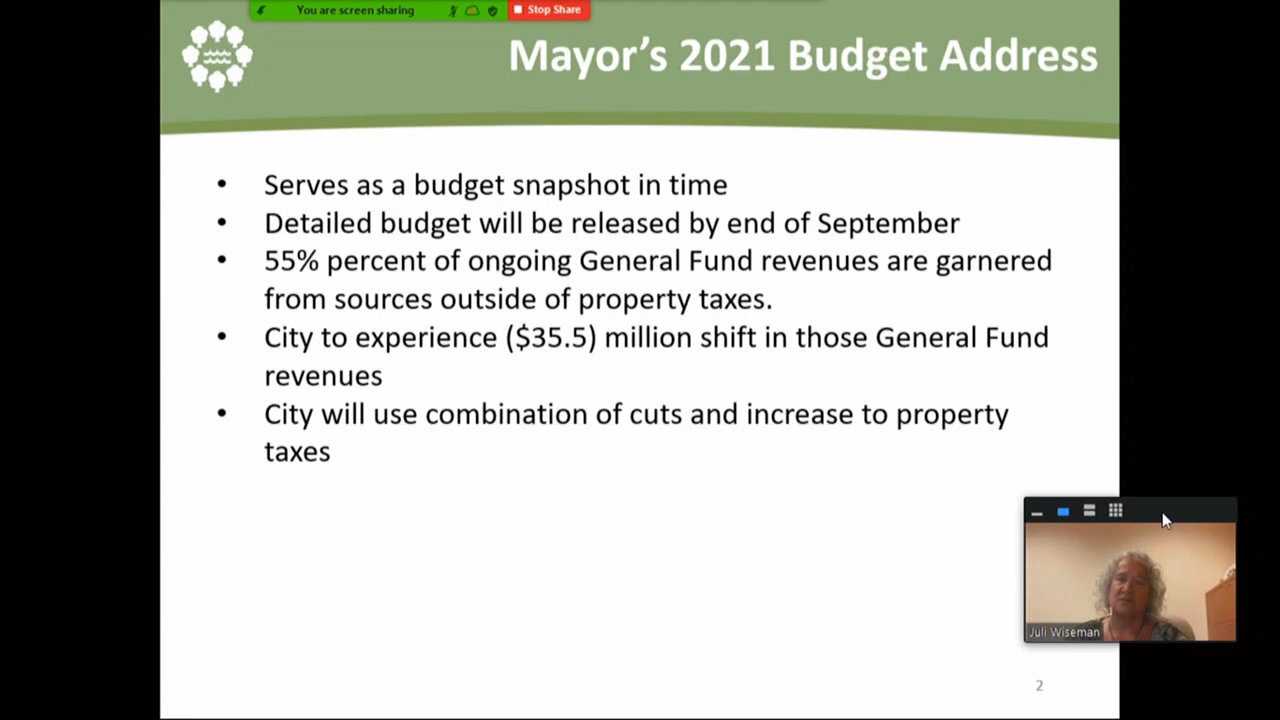 You are screen sharing
Stop Share
Mayor's 2021 Budget Address
• Serves as a budget snapshot in time
• Detailed budget will be released by end of September
• 55% percent of ongoing General Fund revenues are garnered
from sources outside of property taxes.
• City to experience ($35.5) million shift in those General Fund
revenues
• City will use combination of cuts and increase to property
taxes
Juli Wiseman
2